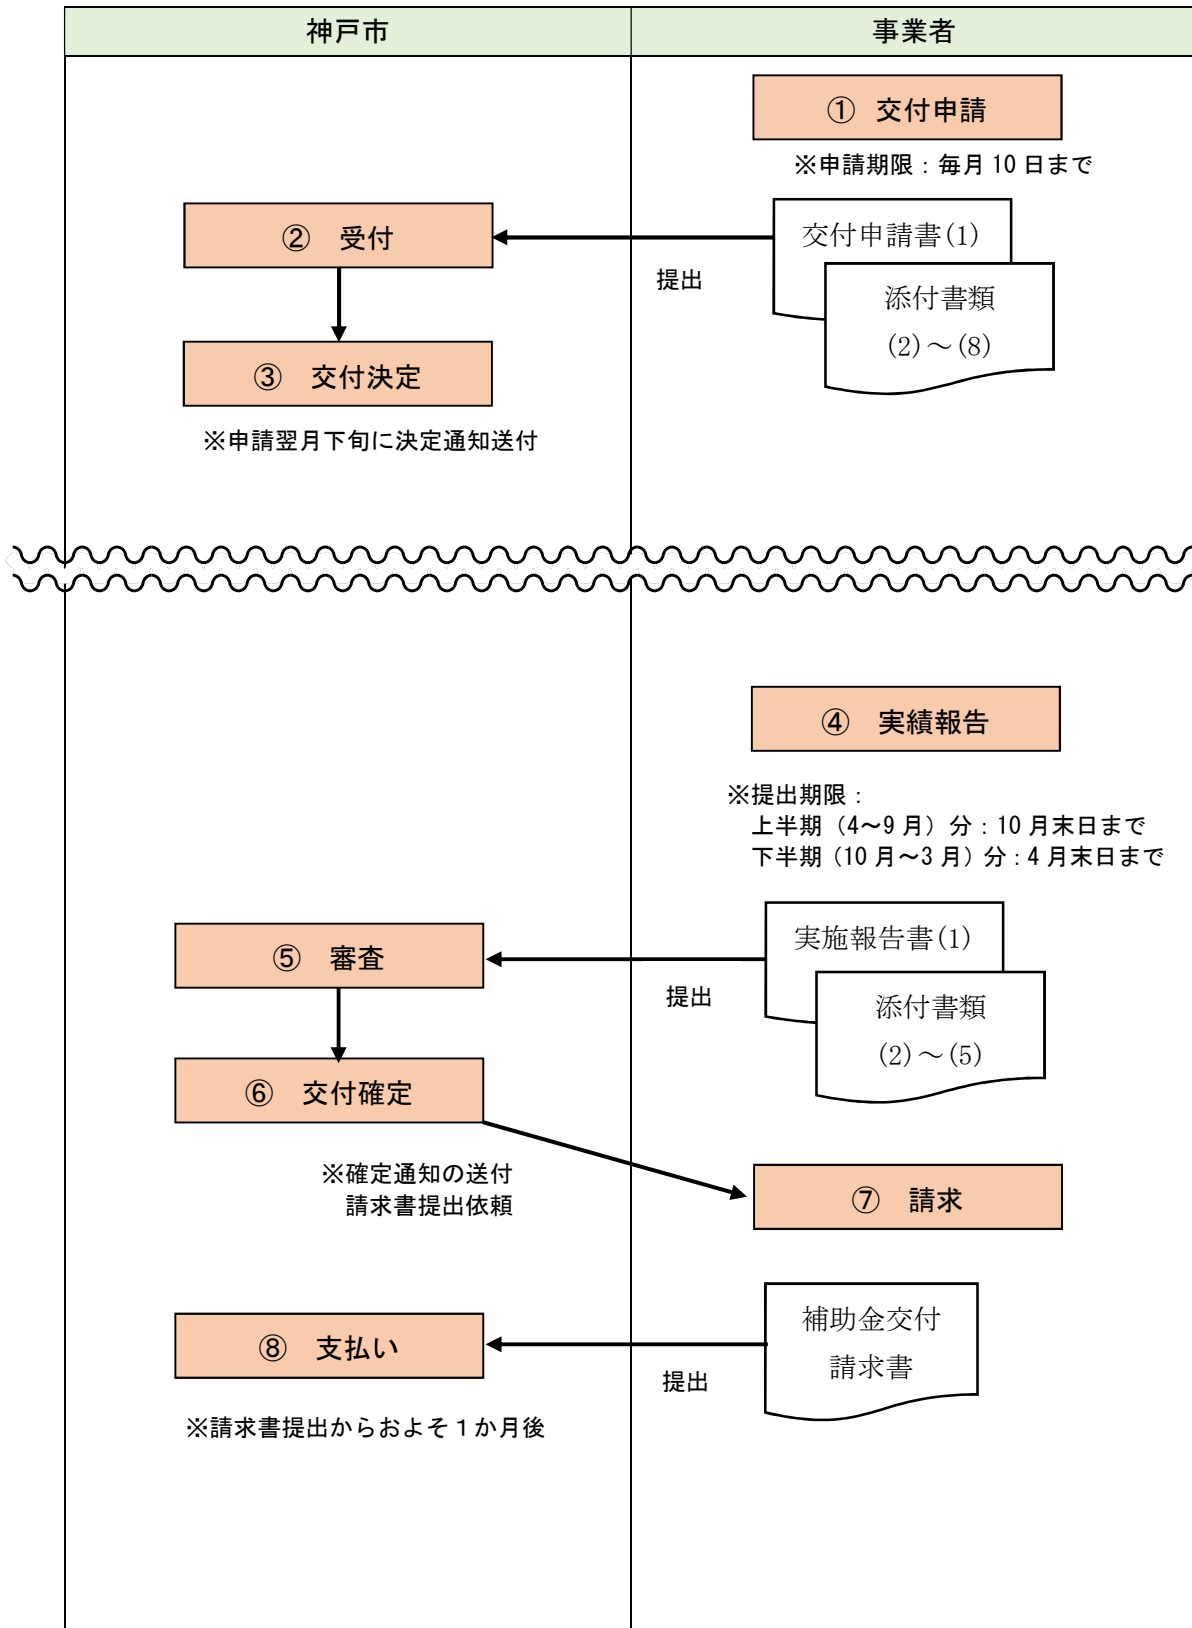 神戸市
事業者
① 交付申請
※申請期限：毎月 10 日まで
② 受付
交付申請書(1)
提出
添付書類
(2)～(8)
③ 交付決定
※申請翌月下旬に決定通知送付
④ 実績報告
※提出期限：
上半期（4～9 月）分：10 月末日まで
下半期（10 月～3 月）分：4 月末日まで
⑤ 審査
実施報告書(1)
提出
添付書類
(2)～(5)
⑥ 交付確定
※確定通知の送付
請求書提出依頼
⑦ 請求
⑧ 支払い
補助金交付
請求書
提出
※請求書提出からおよそ１か月後